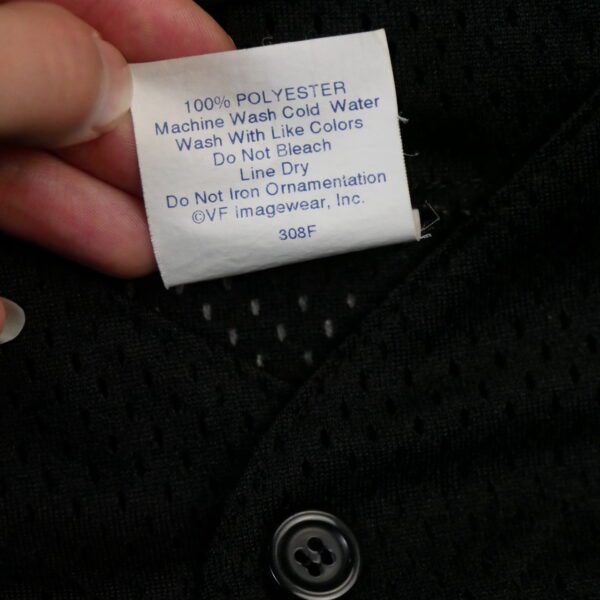 100% POLYESTER
Machine Wash Cold Water
Wash With Like Colors
Do Not Bleach
Line Dry
Do Not Iron Ornamentation
©VF imagewear, Inc.
308F